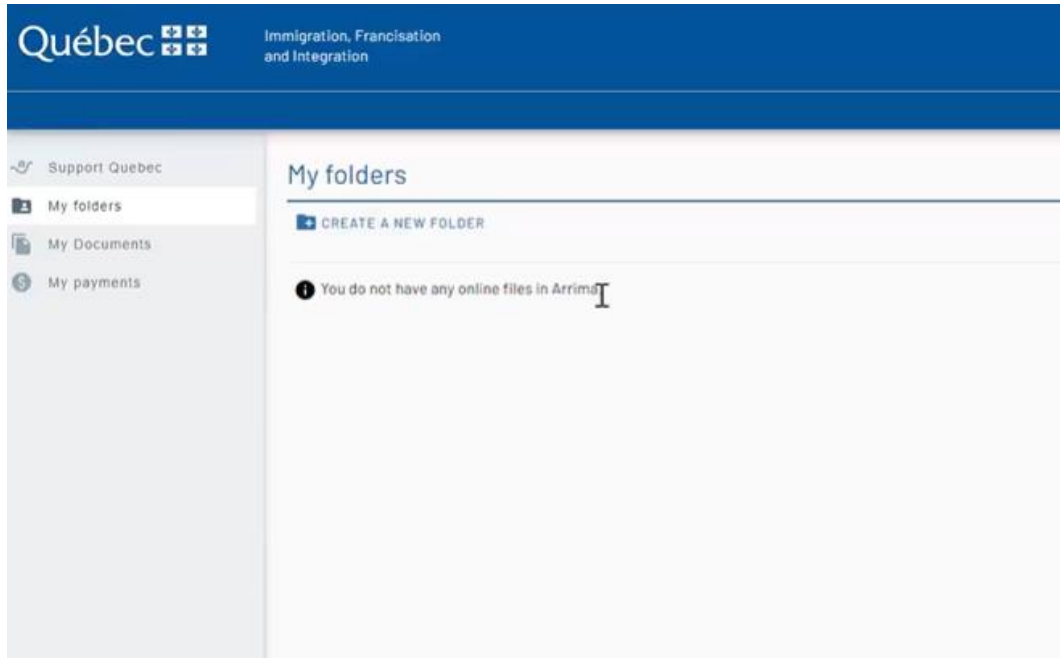 Québec
Immigration, Francisation
and Integration
Support Quebec
My folders
My Documents
My payments
My folders
CREATE A NEW FOLDER
You do not have any online files in Arrima